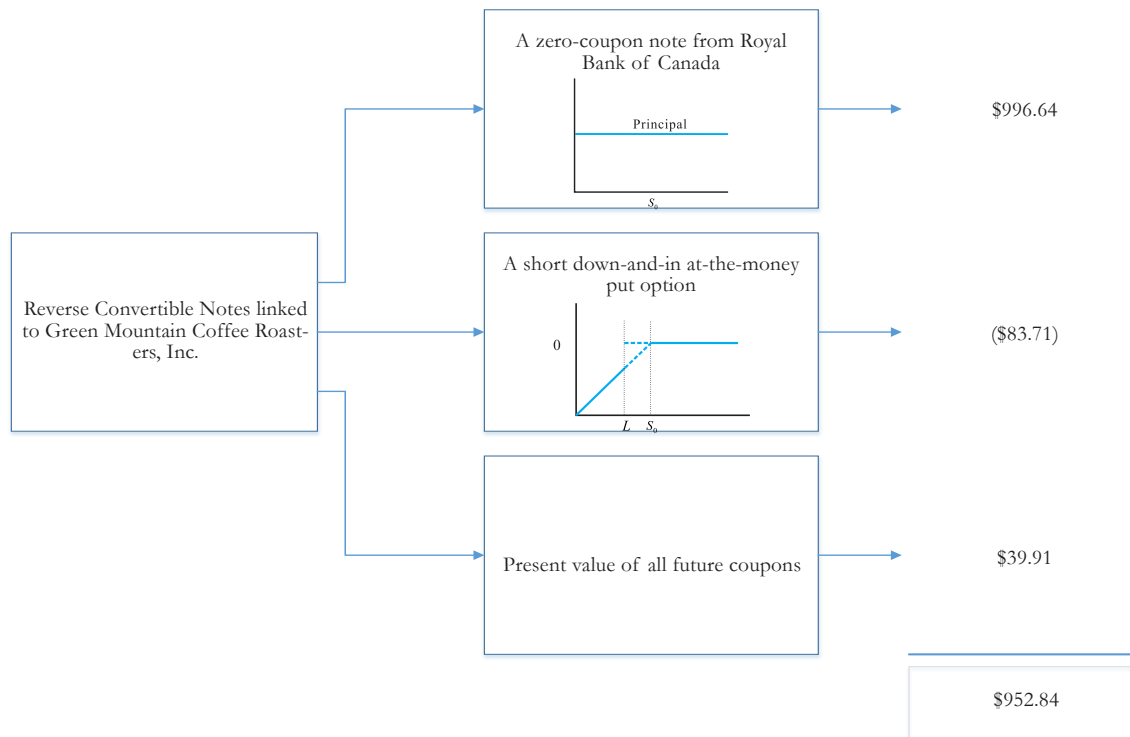 A zero-coupon note from Royal
Bank of Canada
Principal
S₀
$996.64
Reverse Convertible Notes linked
to Green Mountain Coffee Roast-
ers, Inc.
A short down-and-in at-the-money
put option
0
L S₀
($83.71)
Present value of all future coupons
$39.91
$952.84